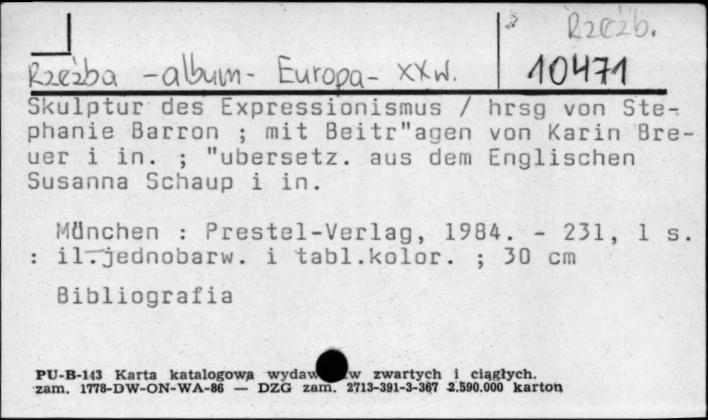 Rzeźb.
Rzeźba - album - Europa - XX w. 10471
Skulptur des Expressionismus / hrsg von Ste-
phanie Barron ; mit Beitr"agen von Karin Bre-
uer i in. ; "ubersetz. aus dem Englischen
Susanna Schaup i in.
München : Prestel-Verlag, 1984. - 231, 1 s.
: il.jednobarw. i tabl.kolor. ; 30 cm
Bibliografia
PU-B-143 Karta katalogowa w zwartych i ciągłych.
zam. 1778-DW-ON-WA-86 — DZG zam. 2713-391-3-367 2.590.000 karton